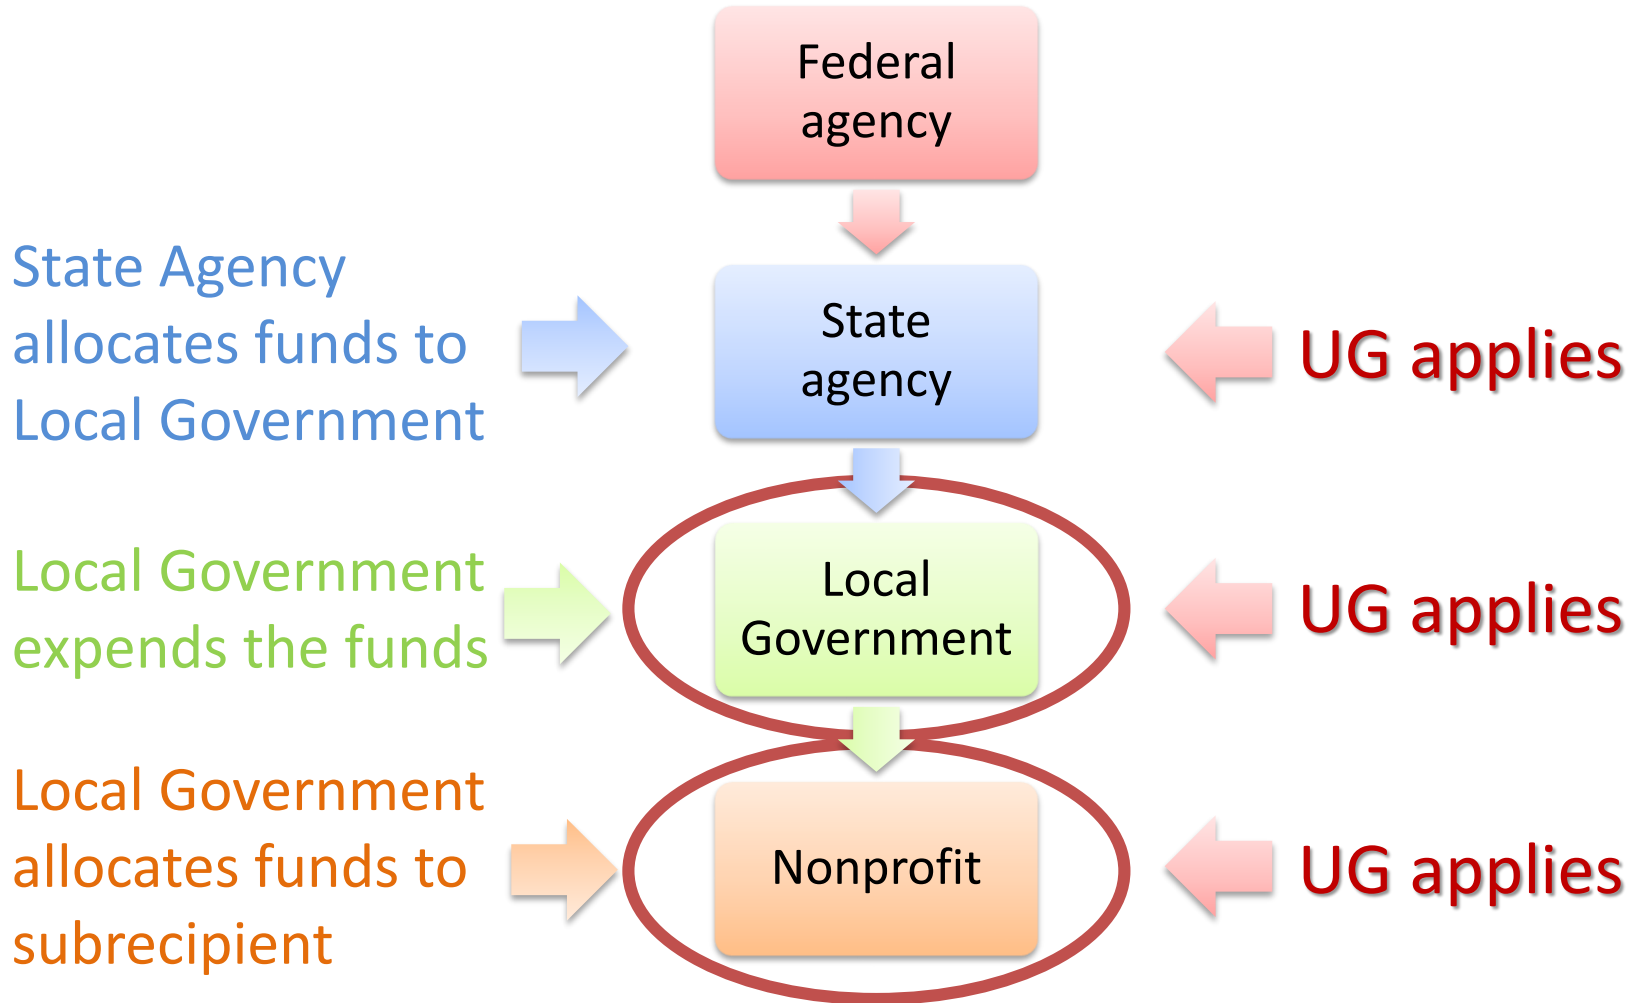 Federal
agency
State Agency
allocates funds to
Local Government
State
agency
UG applies
Local Government
expends the funds
Local
Government
UG applies
Local Government
allocates funds to
subrecipient
Nonprofit
UG applies